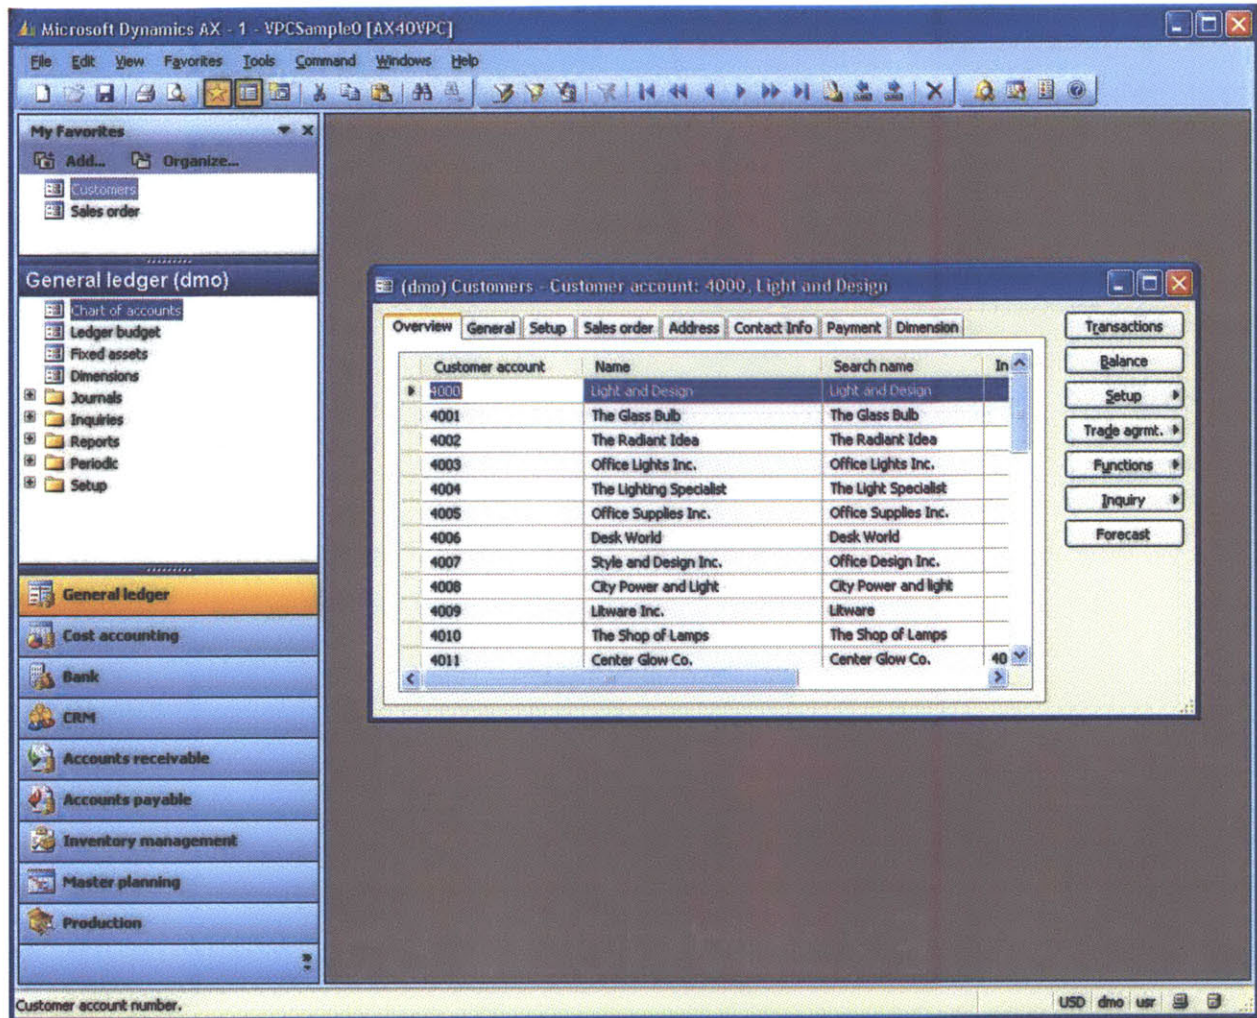 Microsoft Dynamics AX - 1 - VPCSample0 [AX40VPC]
File Edit View Favorites Tools Command Windows Help
My Favorites
Add... Organize...
Customers
Sales order
General ledger (dmo)
Chart of accounts
Ledger budget
Fixed assets
Dimensions
Journals
Inquiries
Reports
Periodic
Setup
General ledger
Cost accounting
Bank
CRM
Accounts receivable
Accounts payable
Inventory management
Master planning
Production
(dmo) Customers - Customer account: 4000, Light and Design
Overview General Setup Sales order Address Contact Info Payment Dimension
Customer account Name Search name In
4000 Light and Design Light and Design
4001 The Glass Bulb The Glass Bulb
4002 The Radiant Idea The Radiant Idea
4003 Office Lights Inc. Office Lights Inc.
4004 The Lighting Specialist The Light Specialist
4005 Office Supplies Inc. Office Supplies Inc.
4006 Desk World Desk World
4007 Style and Design Inc. Office Design Inc.
4008 City Power and Light City Power and light
4009 Litware Inc. Litware
4010 The Shop of Lamps The Shop of Lamps
4011 Center Glow Co. Center Glow Co. 40
Transactions
Balance
Setup
Trade agrmt.
Functions
Inquiry
Forecast
Customer account number.
USD dmo usr